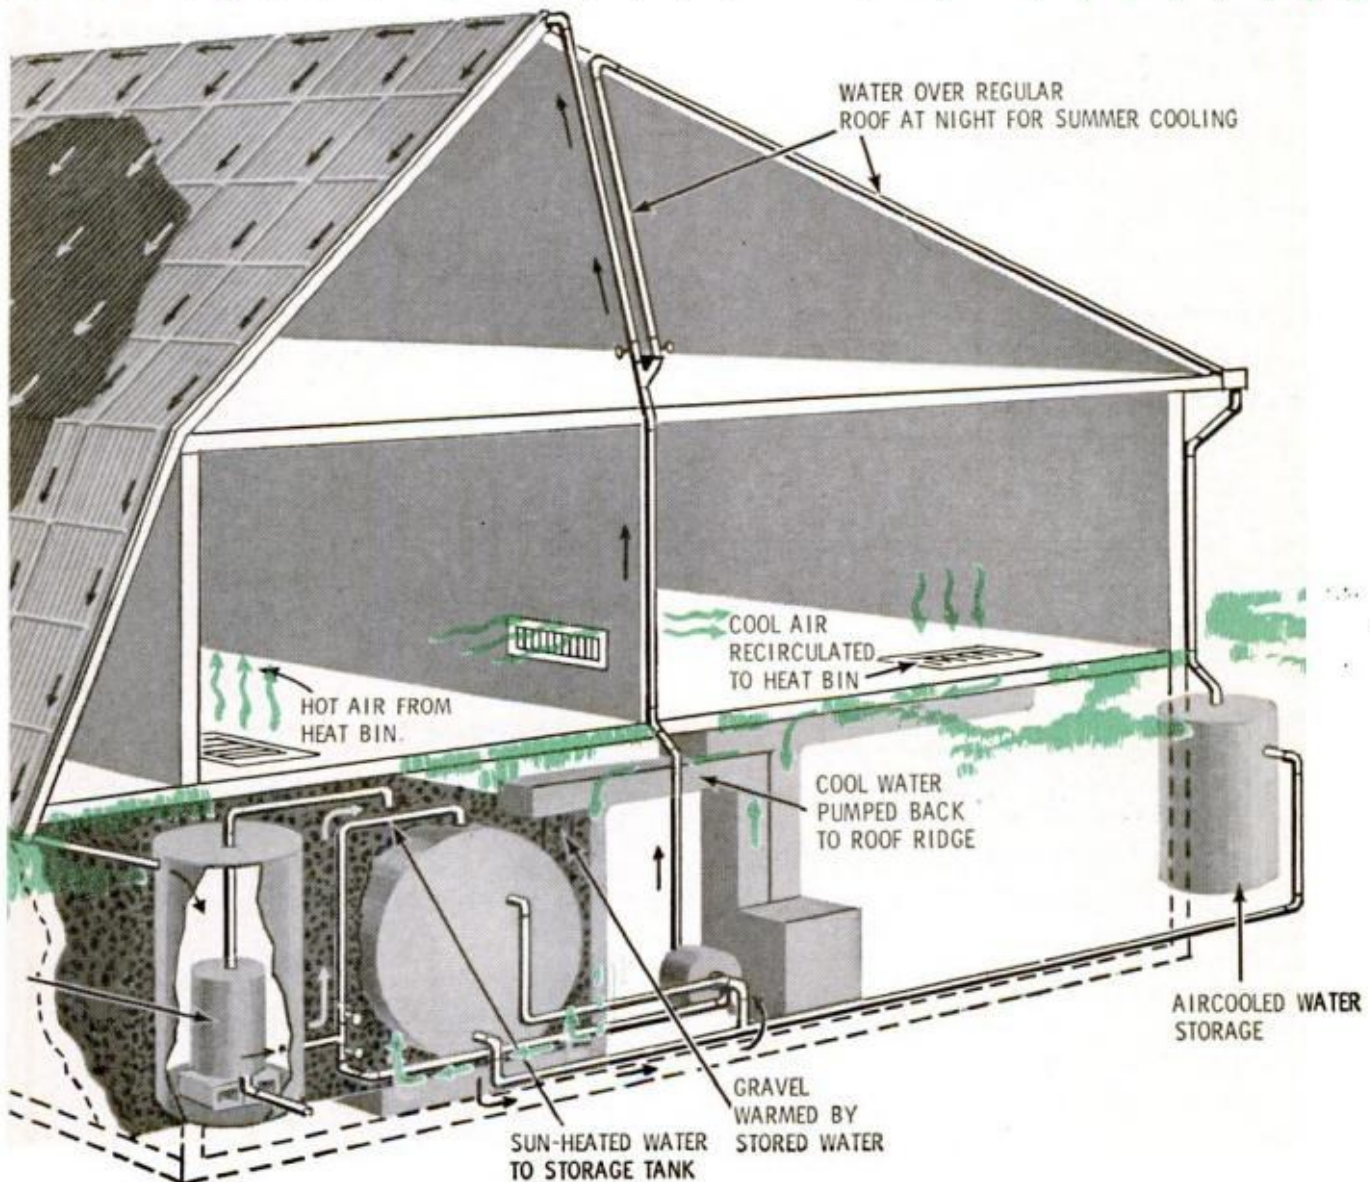 WATER OVER REGULAR
ROOF AT NIGHT FOR SUMMER COOLING
COOL AIR
RECIRCULATED
TO HEAT BIN
HOT AIR FROM
HEAT BIN.
COOL WATER
PUMPED BACK
TO ROOF RIDGE
AIRCOOLED WATER
STORAGE
GRAVEL
WARMED BY
STORED WATER
SUN-HEATED WATER
TO STORAGE TANK